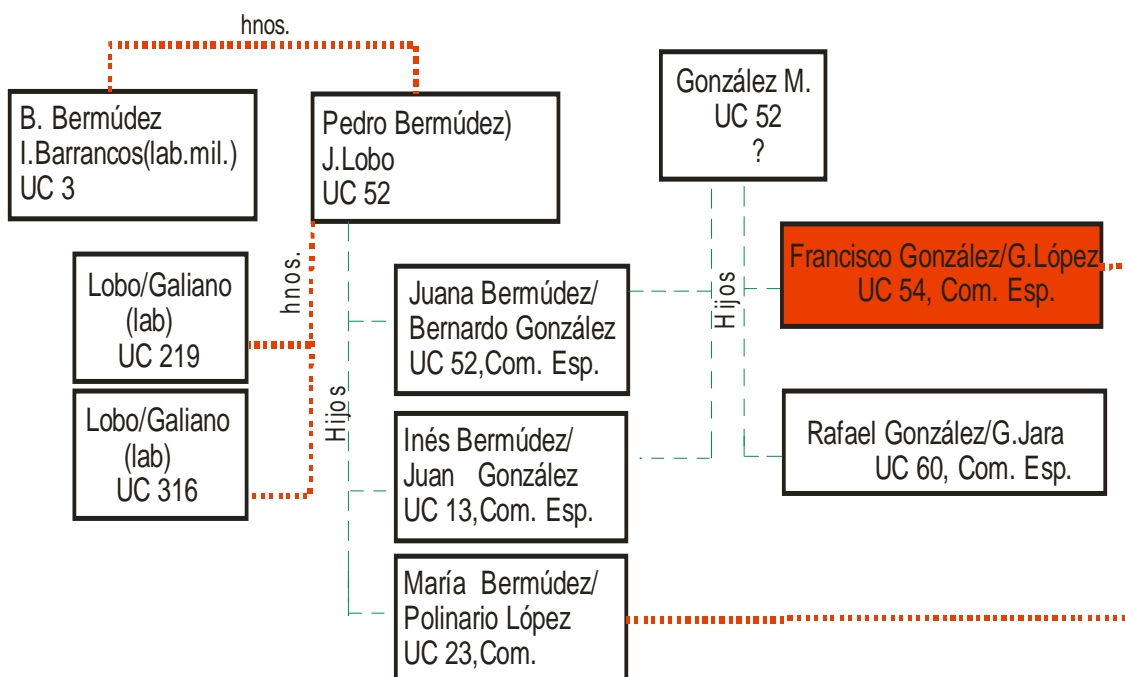 hnos.
B. Bermúdez
I.Barrancos(lab.mil.)
UC 3
Pedro Bermúdez)
J.Lobo
UC 52
González M.
UC 52
?
hnos.
Lobo/Galiano
(lab)
UC 219
Lobo/Galiano
(lab)
UC 316
Hijos
Juana Bermúdez/
Bernardo González
UC 52,Com. Esp.
Inés Bermúdez/
Juan González
UC 13,Com. Esp.
María Bermúdez/
Polinario López
UC 23,Com.
Hijos
Francisco González/G.López
UC 54, Com. Esp.
Rafael González/G.Jara
UC 60, Com. Esp.